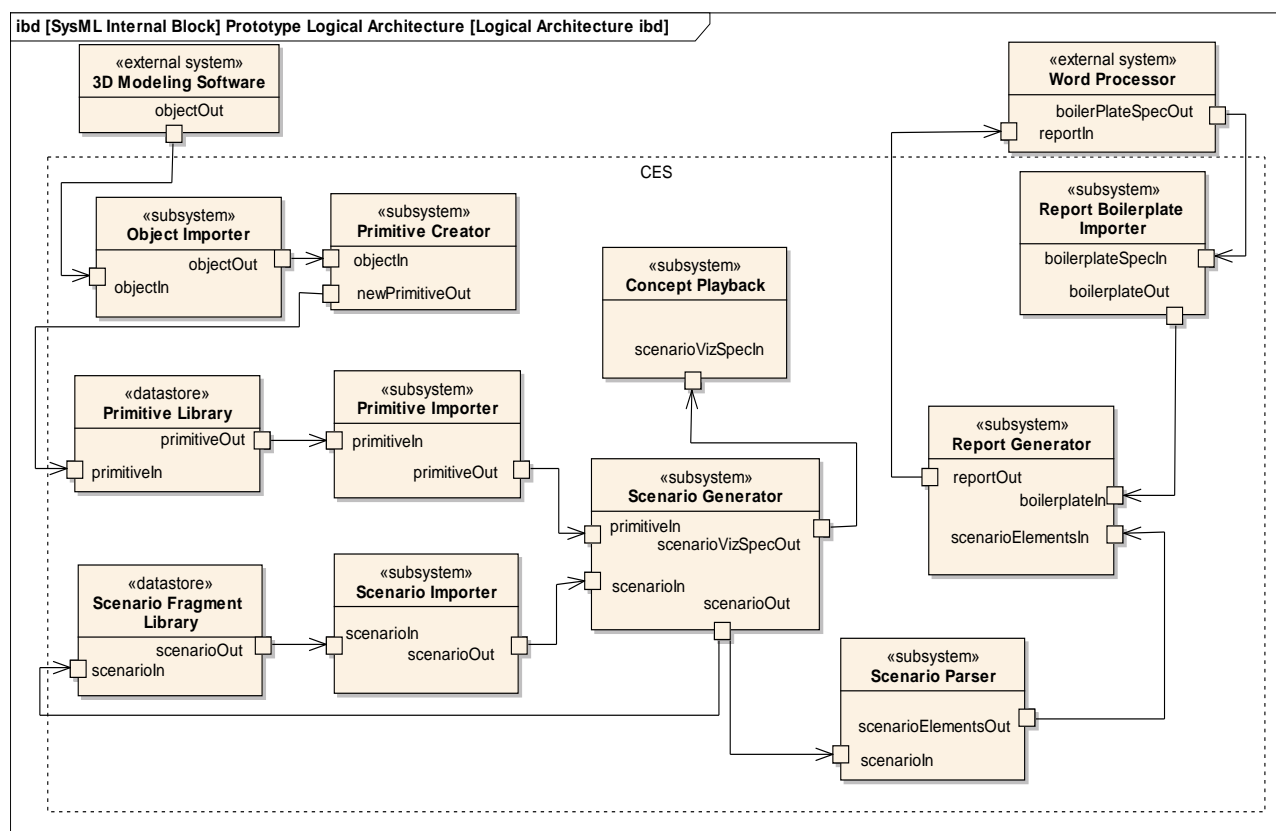 ibd [SysML Internal Block] Prototype Logical Architecture [Logical Architecture ibd]
«external system»
3D Modeling Software
objectOut
«external system»
Word Processor
boilerPlateSpecOut
reportIn
CES
«subsystem»
Object Importer
objectOut
objectIn
«subsystem»
Primitive Creator
objectIn
newPrimitiveOut
«subsystem»
Report Boilerplate
Importer
boilerplateSpecIn
boilerplateOut
«subsystem»
Concept Playback
scenarioVizSpecIn
«datastore»
Primitive Library
primitiveOut
primitiveIn
«subsystem»
Primitive Importer
primitiveIn
primitiveOut
«subsystem»
Scenario Generator
primitiveIn
scenarioVizSpecOut
scenarioIn
scenarioOut
«subsystem»
Report Generator
reportOut
boilerplateIn
scenarioElementsIn
«datastore»
Scenario Fragment
Library
scenarioOut
scenarioIn
«subsystem»
Scenario Importer
scenarioIn
scenarioOut
«subsystem»
Scenario Parser
scenarioElementsOut
scenarioIn